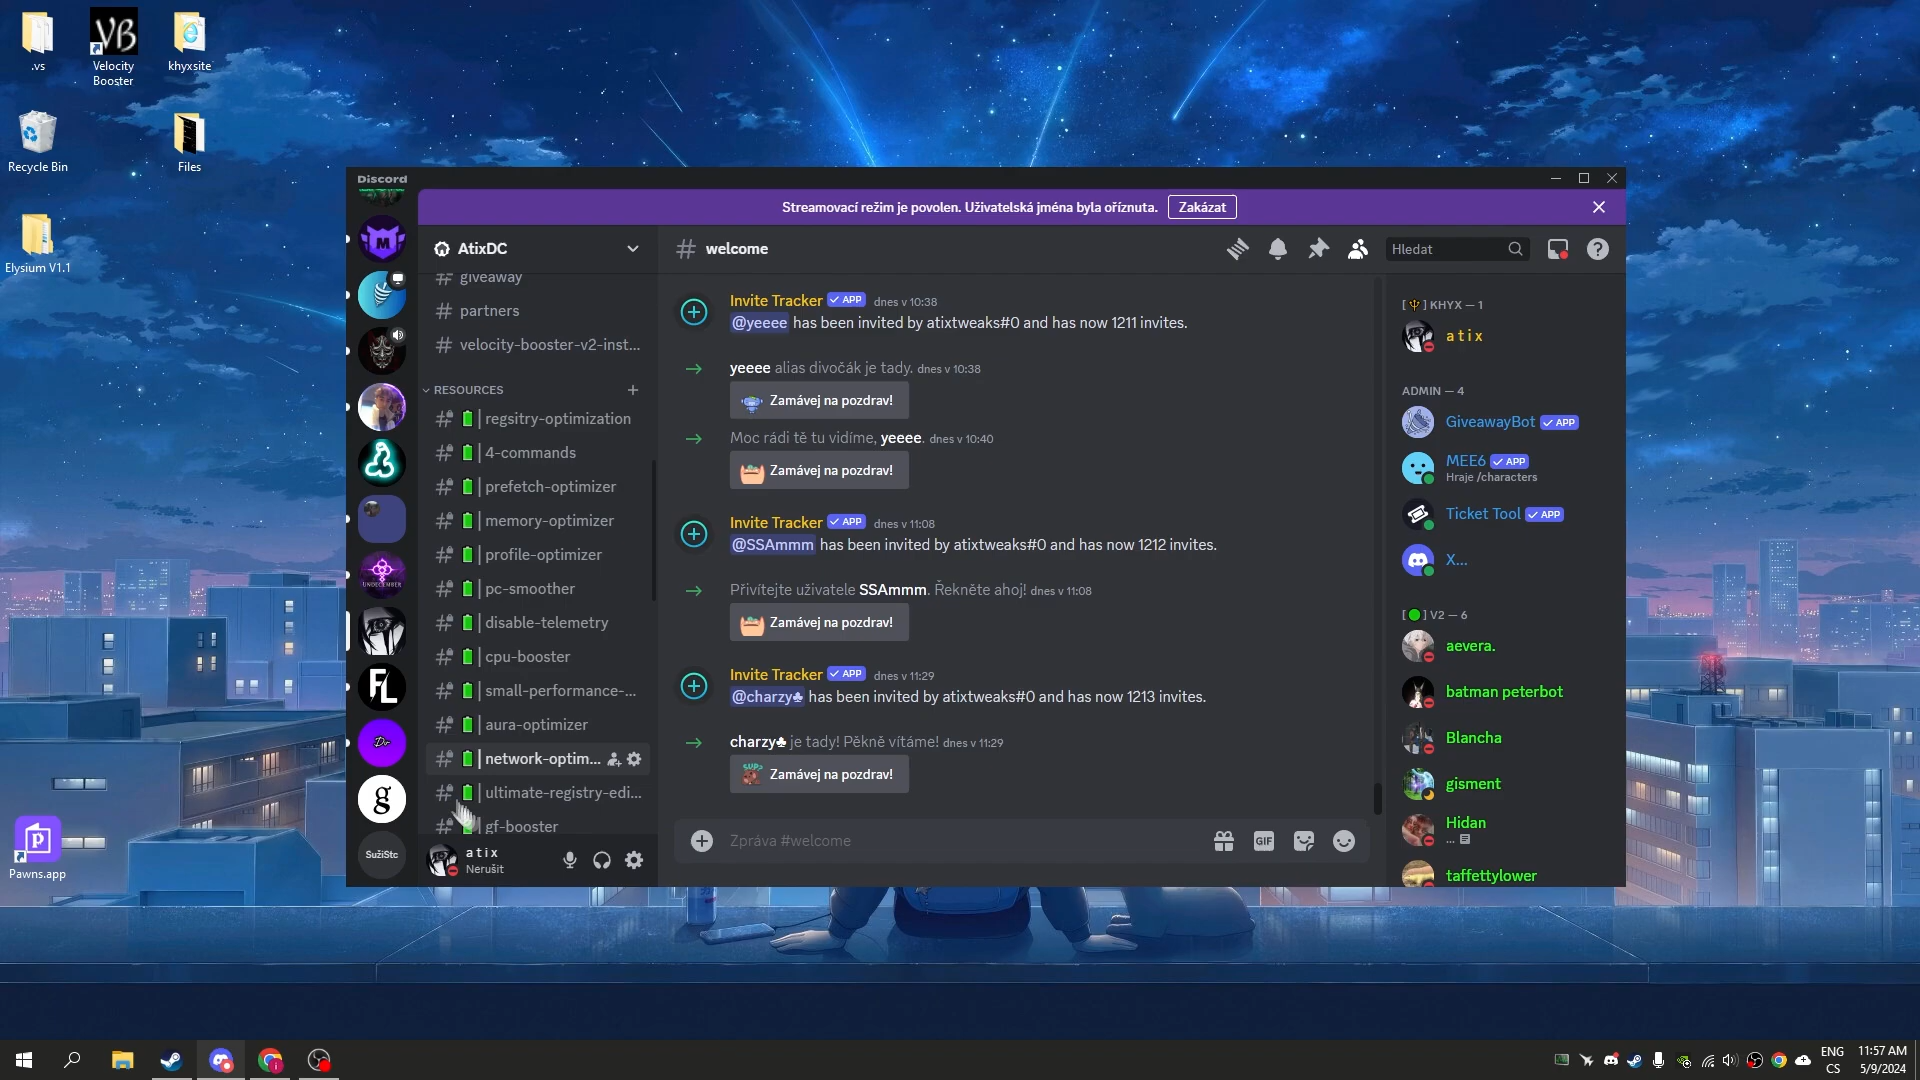 .vs
Velocity
Booster
khyxsite
Recycle Bin
Files
Elysium V1.1
Pawns.app
Discord
Streamovací režim je povolen. Uživatelská jména byla oříznuta.
Zakázat
AtixDC
welcome
Hledat
giveaway
partners
velocity-booster-v2-inst...
RESOURCES
regsitry-optimization
4-commands
prefetch-optimizer
memory-optimizer
profile-optimizer
pc-smoother
disable-telemetry
cpu-booster
small-performance-...
aura-optimizer
network-optim...
ultimate-registry-edi...
gf-booster
UNDECEMBER
FL
g
SužiStc
a t i x
Nerušit
Invite Tracker APP dnes v 10:38
@yeeee has been invited by atixtweaks#0 and has now 1211 invites.
yeeee alias divočák je tady. dnes v 10:38
Zamávej na pozdrav!
Moc rádi tě tu vidíme, yeeee. dnes v 10:40
Zamávej na pozdrav!
Invite Tracker APP dnes v 11:08
@SSAmmm has been invited by atixtweaks#0 and has now 1212 invites.
Přivítejte uživatele SSAmmm. Řekněte ahoj! dnes v 11:08
Zamávej na pozdrav!
Invite Tracker APP dnes v 11:29
@charzy♣ has been invited by atixtweaks#0 and has now 1213 invites.
charzy♣ je tady! Pěkně vítáme! dnes v 11:29
Zamávej na pozdrav!
Zpráva #welcome
GIF
[🔱] KHYX — 1
a t i x
ADMIN — 4
GiveawayBot APP
MEE6 APP
Hraje /characters
Ticket Tool APP
X...
[🟢] V2 — 6
aevera.
batman peterbot
Blancha
gisment
Hidan
...
taffettylower
ENG
CS
11:57 AM
5/9/2024